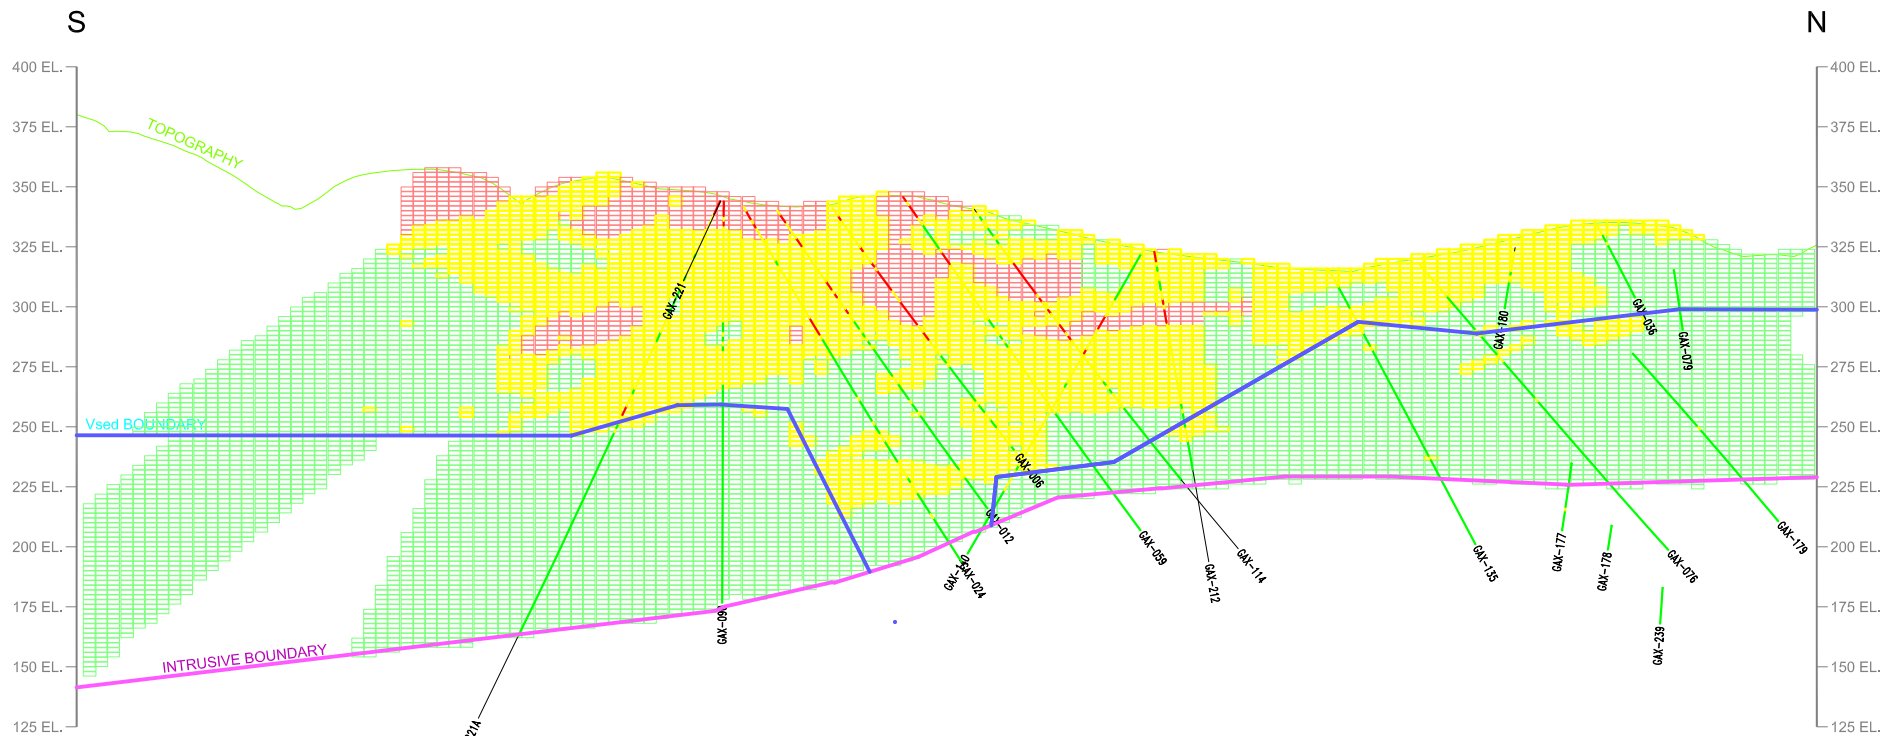 S N
400 EL. 400 EL.
375 EL. 375 EL.
TOPOGRAPHY
350 EL. 350 EL.
325 EL. 325 EL.
300 EL. 300 EL.
GAX-221
GAX-180
GAX-036
GAX-079
275 EL. 275 EL.
250 EL. 250 EL.
Vsed BOUNDARY
GAX-006
225 EL. 225 EL.
GAX-012
GAX-059
GAX-114
GAX-135
GAX-177
GAX-178
GAX-076
GAX-179
200 EL. 200 EL.
GAX-024
GAX-212
175 EL. 175 EL.
GAX-239
INTRUSIVE BOUNDARY
150 EL. 150 EL.
125 EL. 125 EL.